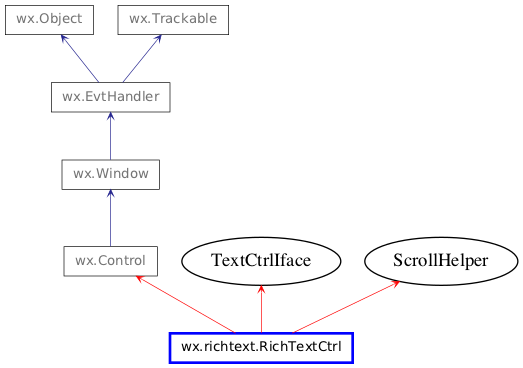 wx.Object
wx.Trackable
wx.EvtHandler
wx.Window
wx.Control
TextCtrlIface
ScrollHelper
wx.richtext.RichTextCtrl